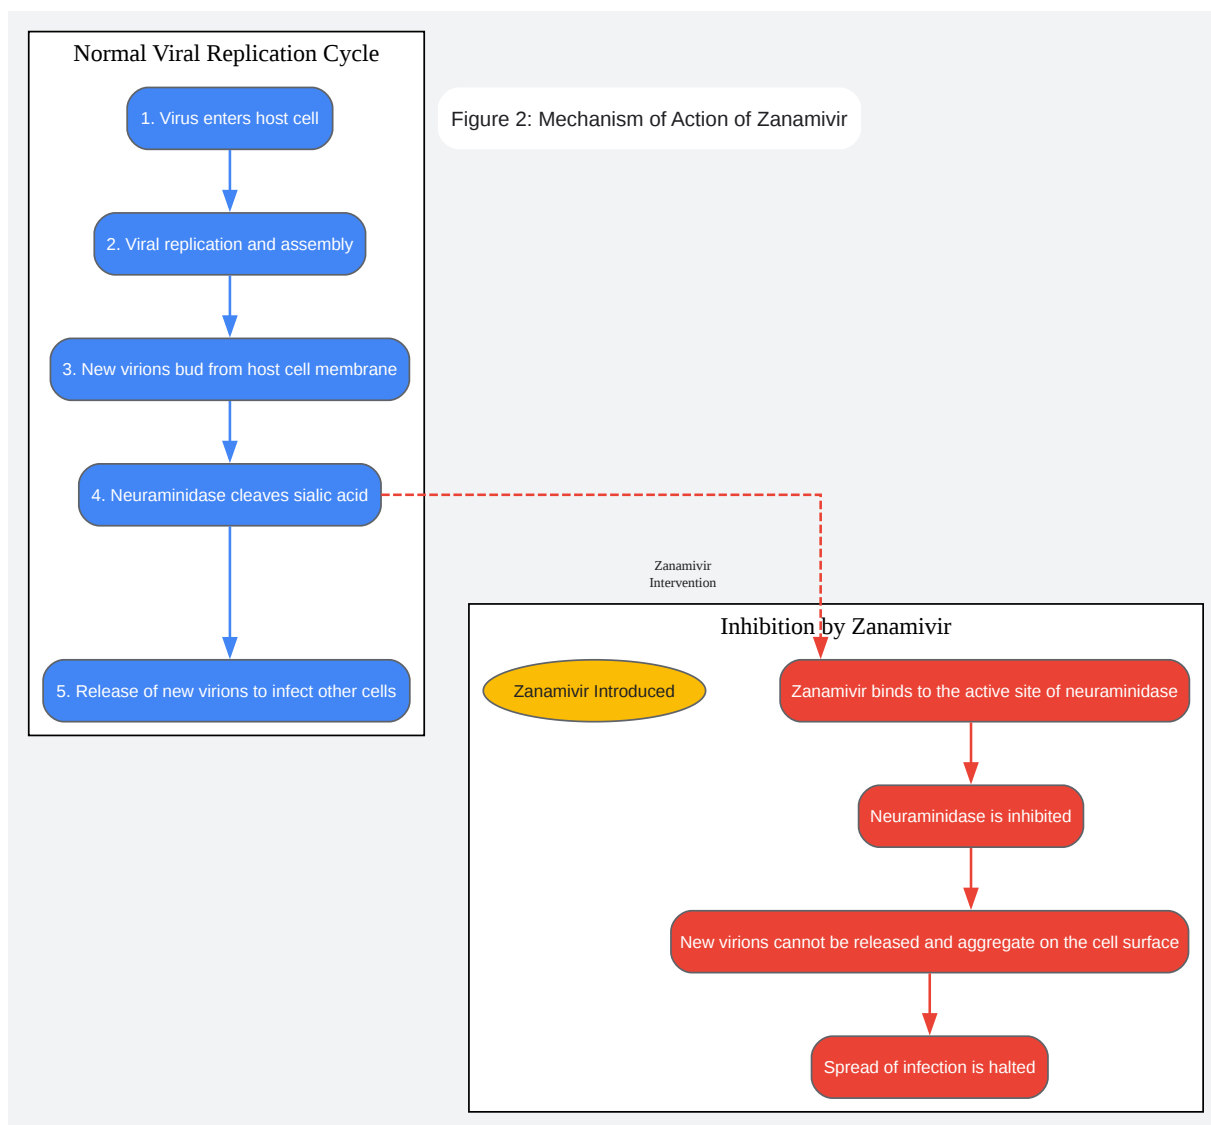 Normal Viral Replication Cycle
1. Virus enters host cell
Figure 2: Mechanism of Action of Zanamivir
2. Viral replication and assembly
3. New virions bud from host cell membrane
4. Neuraminidase cleaves sialic acid
5. Release of new virions to infect other cells
Zanamivir
Intervention
Inhibition by Zanamivir
Zanamivir Introduced
Zanamivir binds to the active site of neuraminidase
Neuraminidase is inhibited
New virions cannot be released and aggregate on the cell surface
Spread of infection is halted